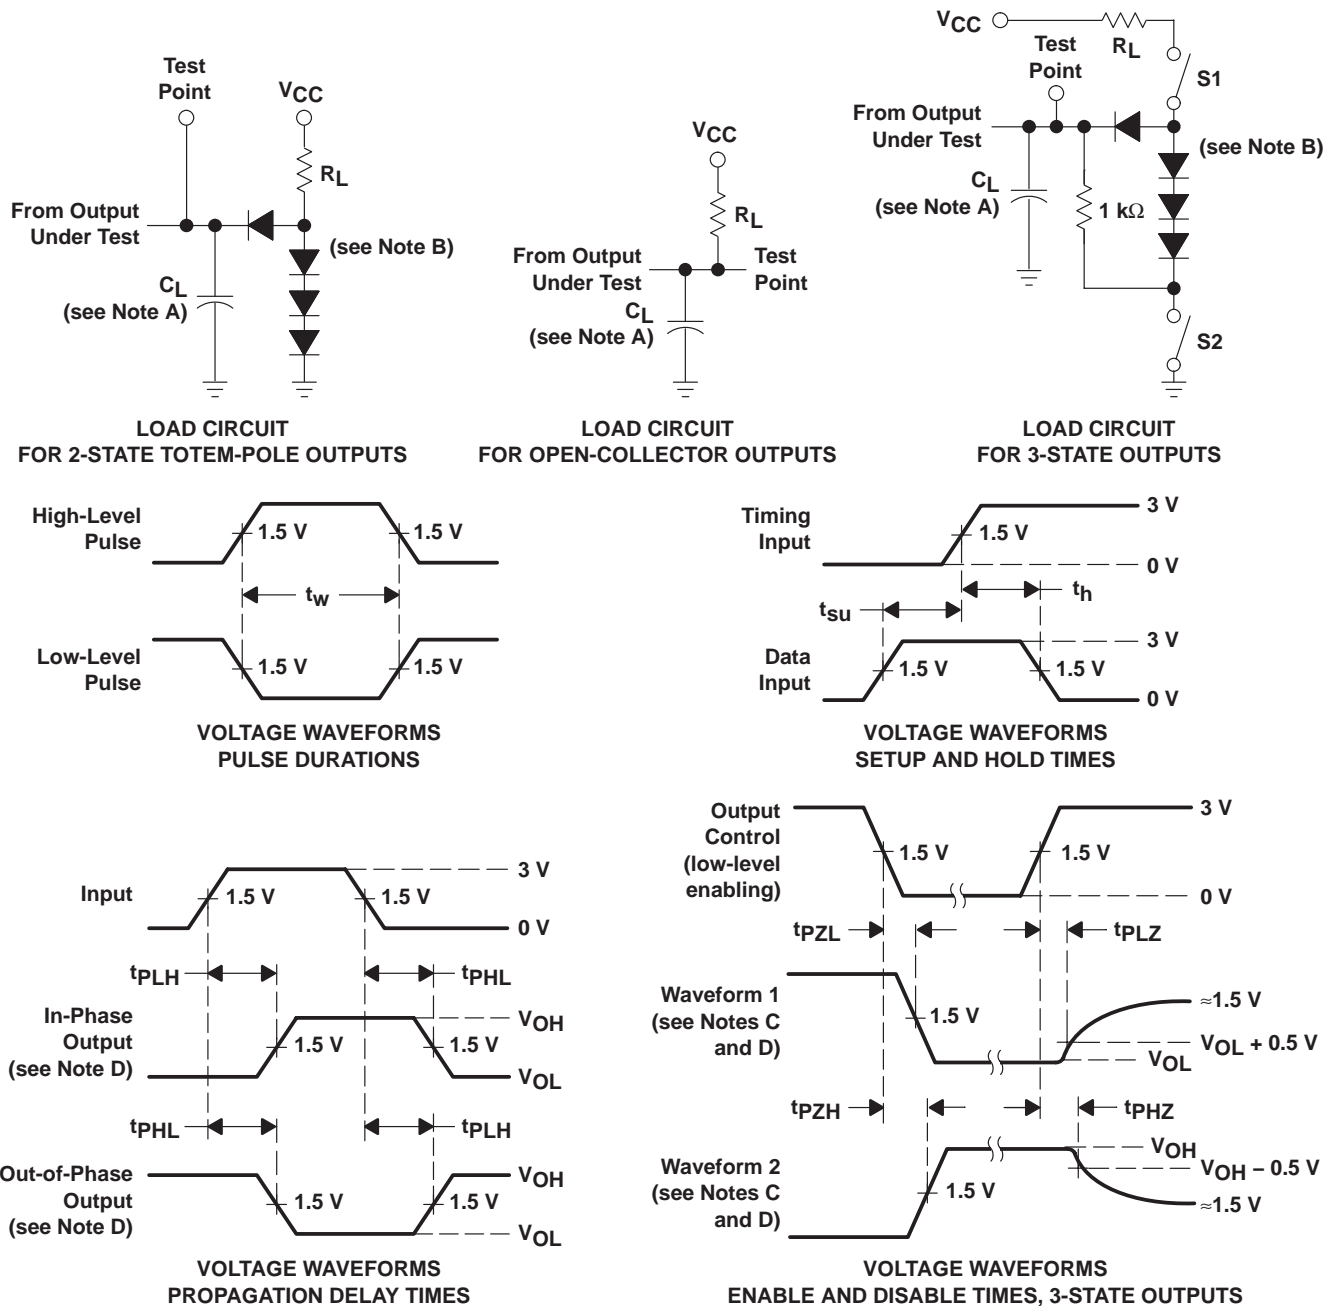 Test
Point
VCC
RL
From Output
Under Test
(see Note B)
CL
(see Note A)
LOAD CIRCUIT
FOR 2-STATE TOTEM-POLE OUTPUTS
VCC
RL
From Output
Under Test
Test
Point
CL
(see Note A)
LOAD CIRCUIT
FOR OPEN-COLLECTOR OUTPUTS
VCC
RL
Test
Point
S1
From Output
Under Test
(see Note B)
CL
(see Note A)
1 kΩ
S2
LOAD CIRCUIT
FOR 3-STATE OUTPUTS
High-Level
Pulse
1.5 V
1.5 V
tw
Low-Level
Pulse
1.5 V
1.5 V
VOLTAGE WAVEFORMS
PULSE DURATIONS
Timing
Input
3 V
1.5 V
0 V
th
tsu
Data
Input
3 V
1.5 V
1.5 V
0 V
VOLTAGE WAVEFORMS
SETUP AND HOLD TIMES
Input
3 V
1.5 V
1.5 V
0 V
tPLH
tPHL
In-Phase
Output
(see Note D)
VOH
1.5 V
1.5 V
VOL
tPHL
tPLH
Out-of-Phase
Output
(see Note D)
VOH
1.5 V
1.5 V
VOL
VOLTAGE WAVEFORMS
PROPAGATION DELAY TIMES
Output
Control
(low-level
enabling)
3 V
1.5 V
1.5 V
0 V
tPZL
tPLZ
Waveform 1
(see Notes C
and D)
1.5 V
≈1.5 V
VOL + 0.5 V
VOL
tPZH
tPHZ
Waveform 2
(see Notes C
and D)
1.5 V
VOH
VOH – 0.5 V
≈1.5 V
VOLTAGE WAVEFORMS
ENABLE AND DISABLE TIMES, 3-STATE OUTPUTS